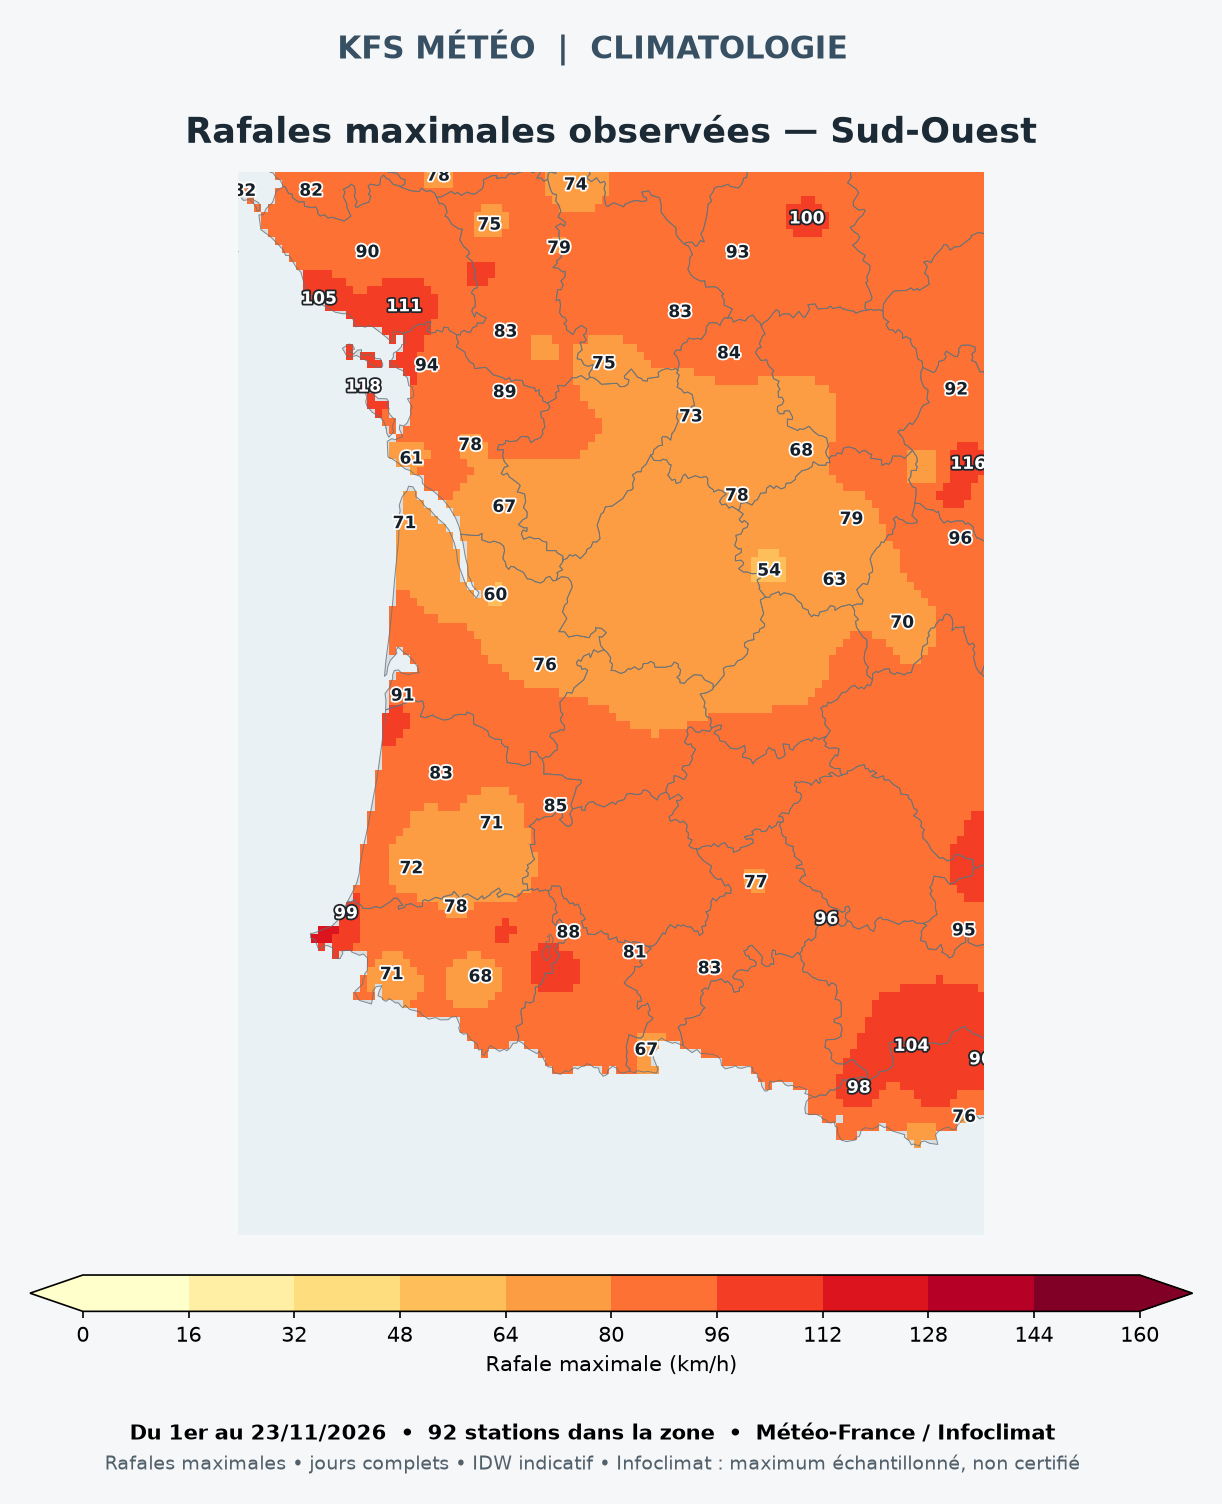 KFS MÉTÉO | CLIMATOLOGIE
Rafales maximales observées — Sud-Ouest
82 82 78 74
75 100
79
90 93
105 111
83 83
94 75 84
118 89 92
73
78 68
61 116
78
67 79
71 96
54 63
60
70
76
91
83
85
71
72 77
78 99 96
88 95
81
71 68 83
67 104 96
98
76
0 16 32 48 64 80 96 112 128 144 160
Rafale maximale (km/h)
Du 1er au 23/11/2026 • 92 stations dans la zone • Météo-France / Infoclimat
Rafales maximales • jours complets • IDW indicatif • Infoclimat : maximum échantillonné, non certifié